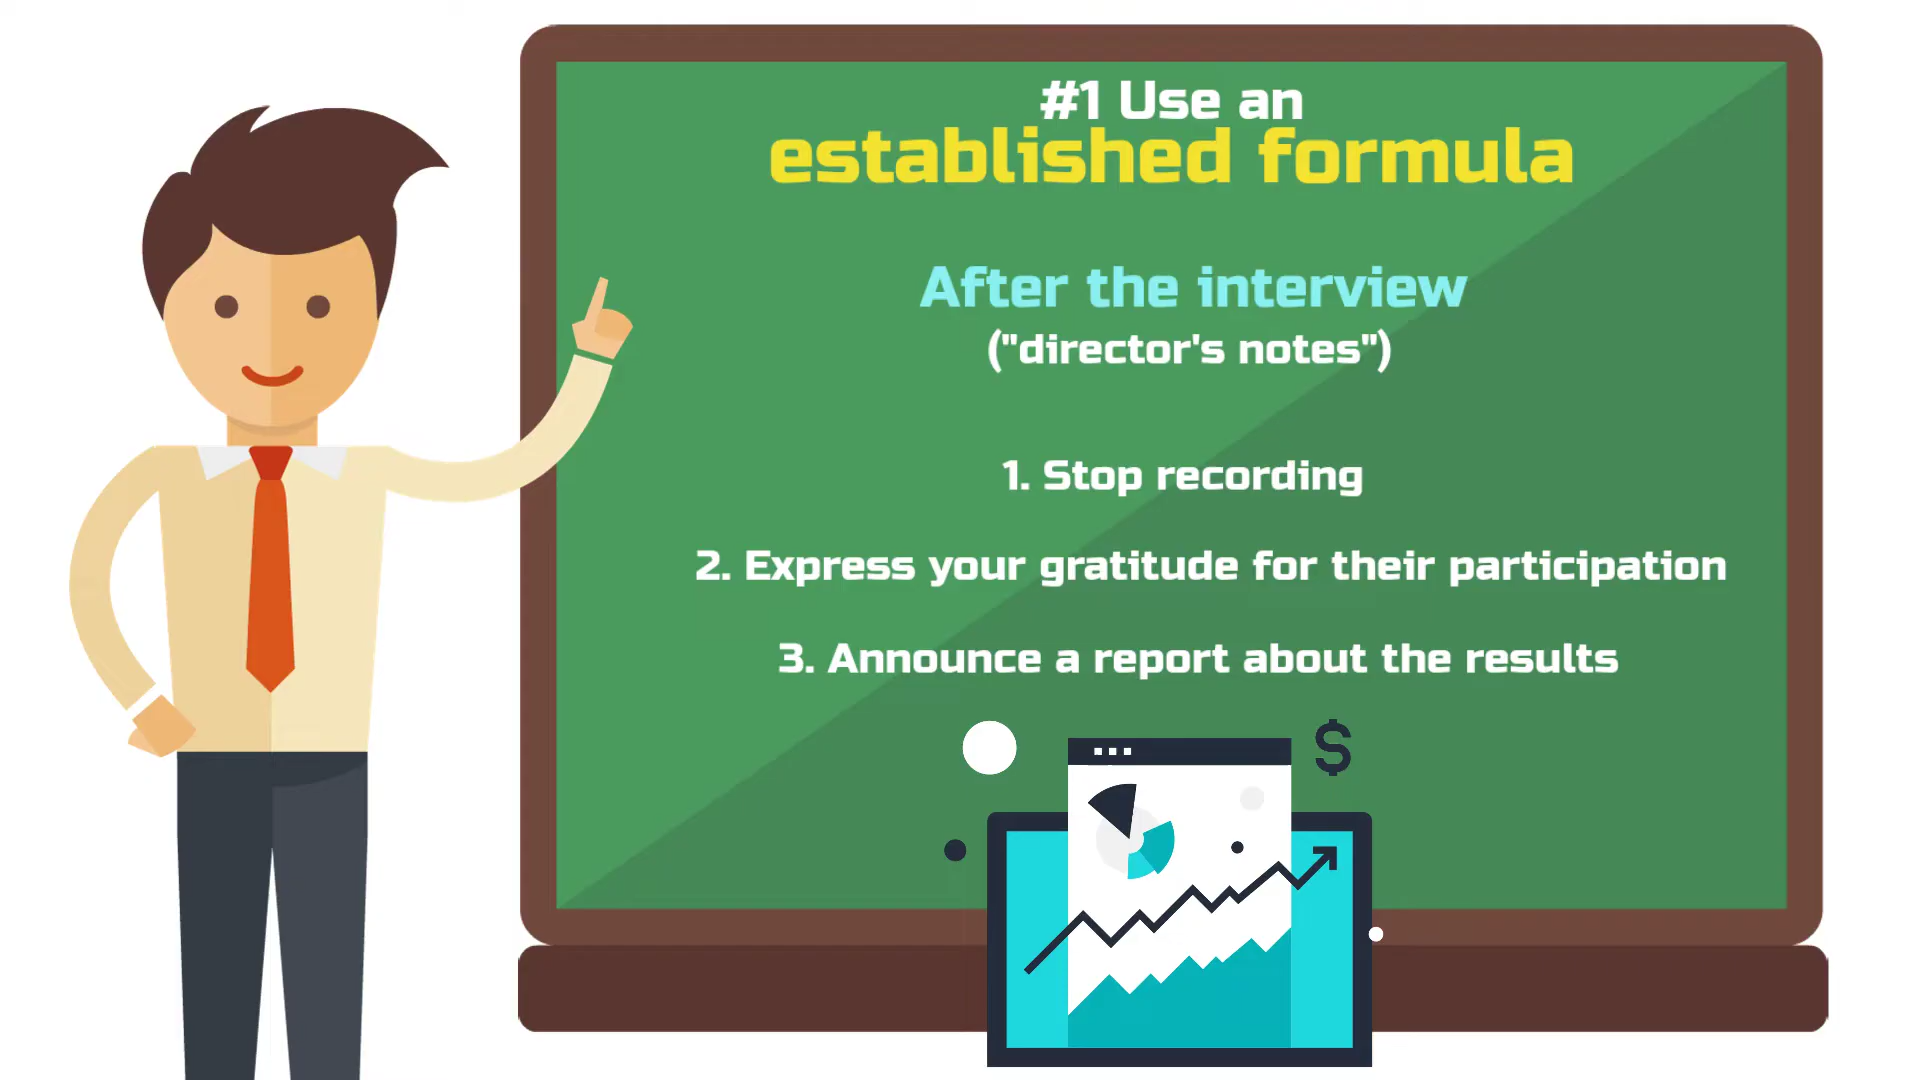 #1 Use an
established formula
After the interview
("director's notes")
1. Stop recording
2. Express your gratitude for their participation
3. Announce a report about the results
$